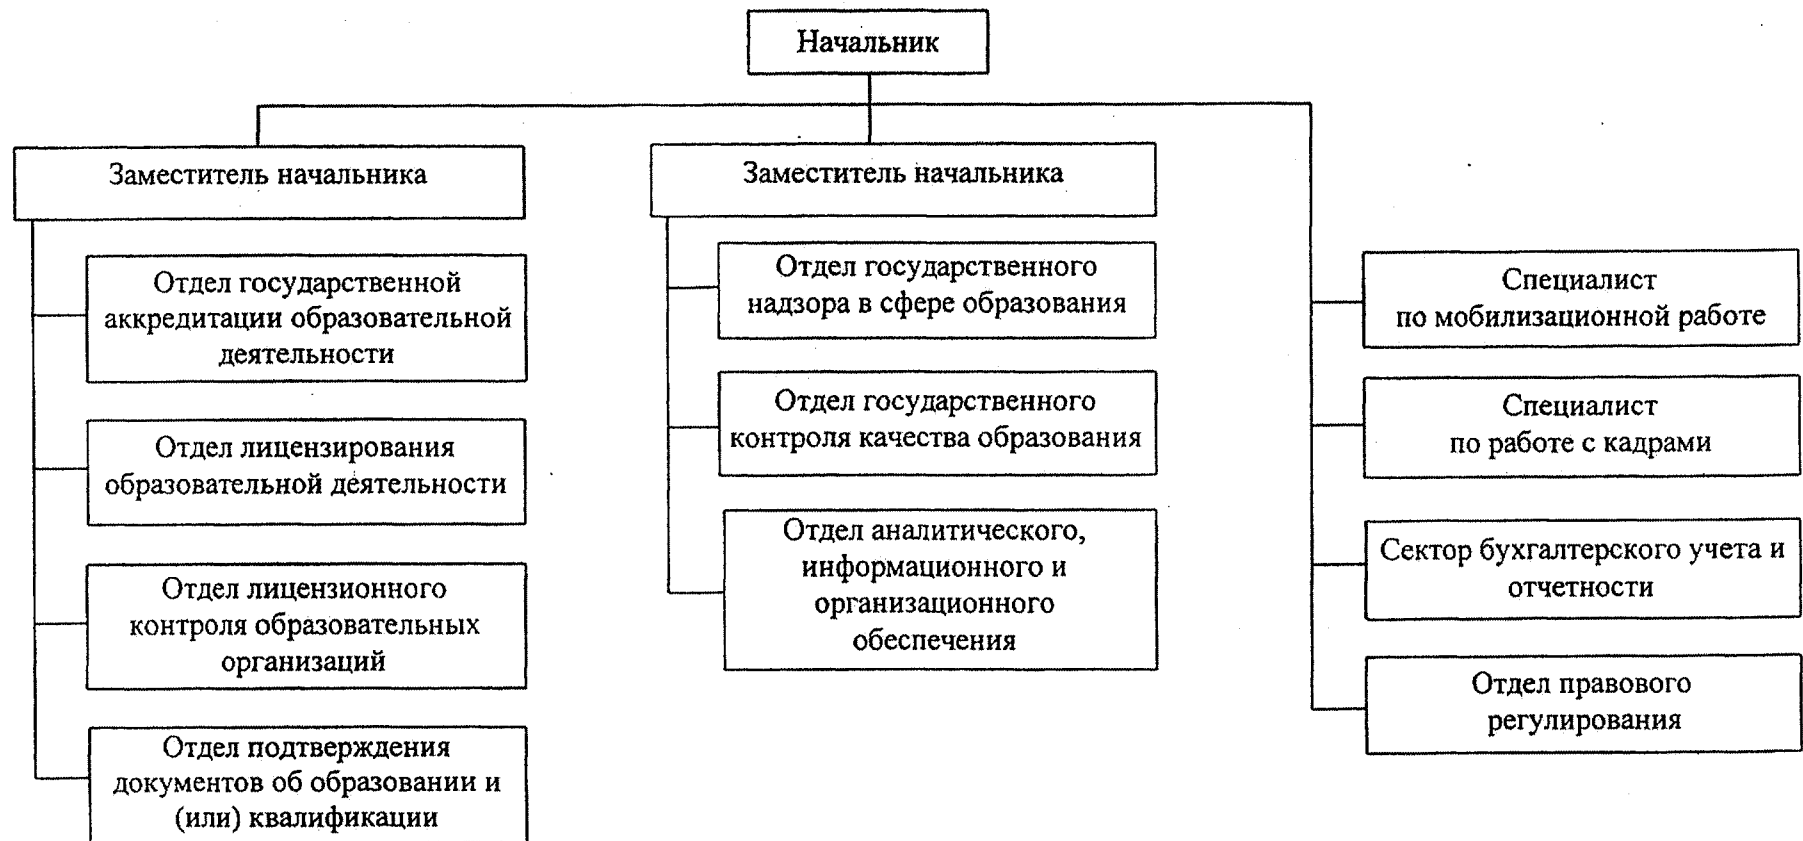 Начальник
Заместитель начальника
Отдел государственной
аккредитации образовательной
деятельности
Отдел лицензирования
образовательной деятельности
Отдел лицензионного
контроля образовательных
организаций
Отдел подтверждения
документов об образовании и
(или) квалификации
Заместитель начальника
Отдел государственного
надзора в сфере образования
Отдел государственного
контроля качества образования
Отдел аналитического,
информационного и
организационного
обеспечения
Специалист
по мобилизационной работе
Специалист
по работе с кадрами
Сектор бухгалтерского учета и
отчетности
Отдел правового
регулирования